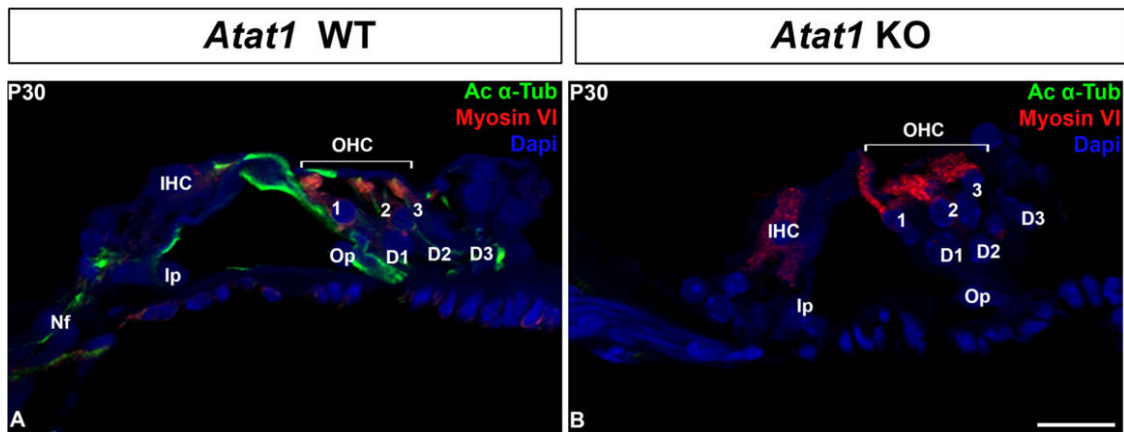 Atat1 WT
Atat1 KO
P30
Ac α-Tub
Myosin VI
Dapi
OHC
IHC
1
2
3
Op
D1
D2
D3
Ip
Nf
A
P30
Ac α-Tub
Myosin VI
Dapi
OHC
3
1
2
D3
IHC
D1
D2
Ip
Op
B